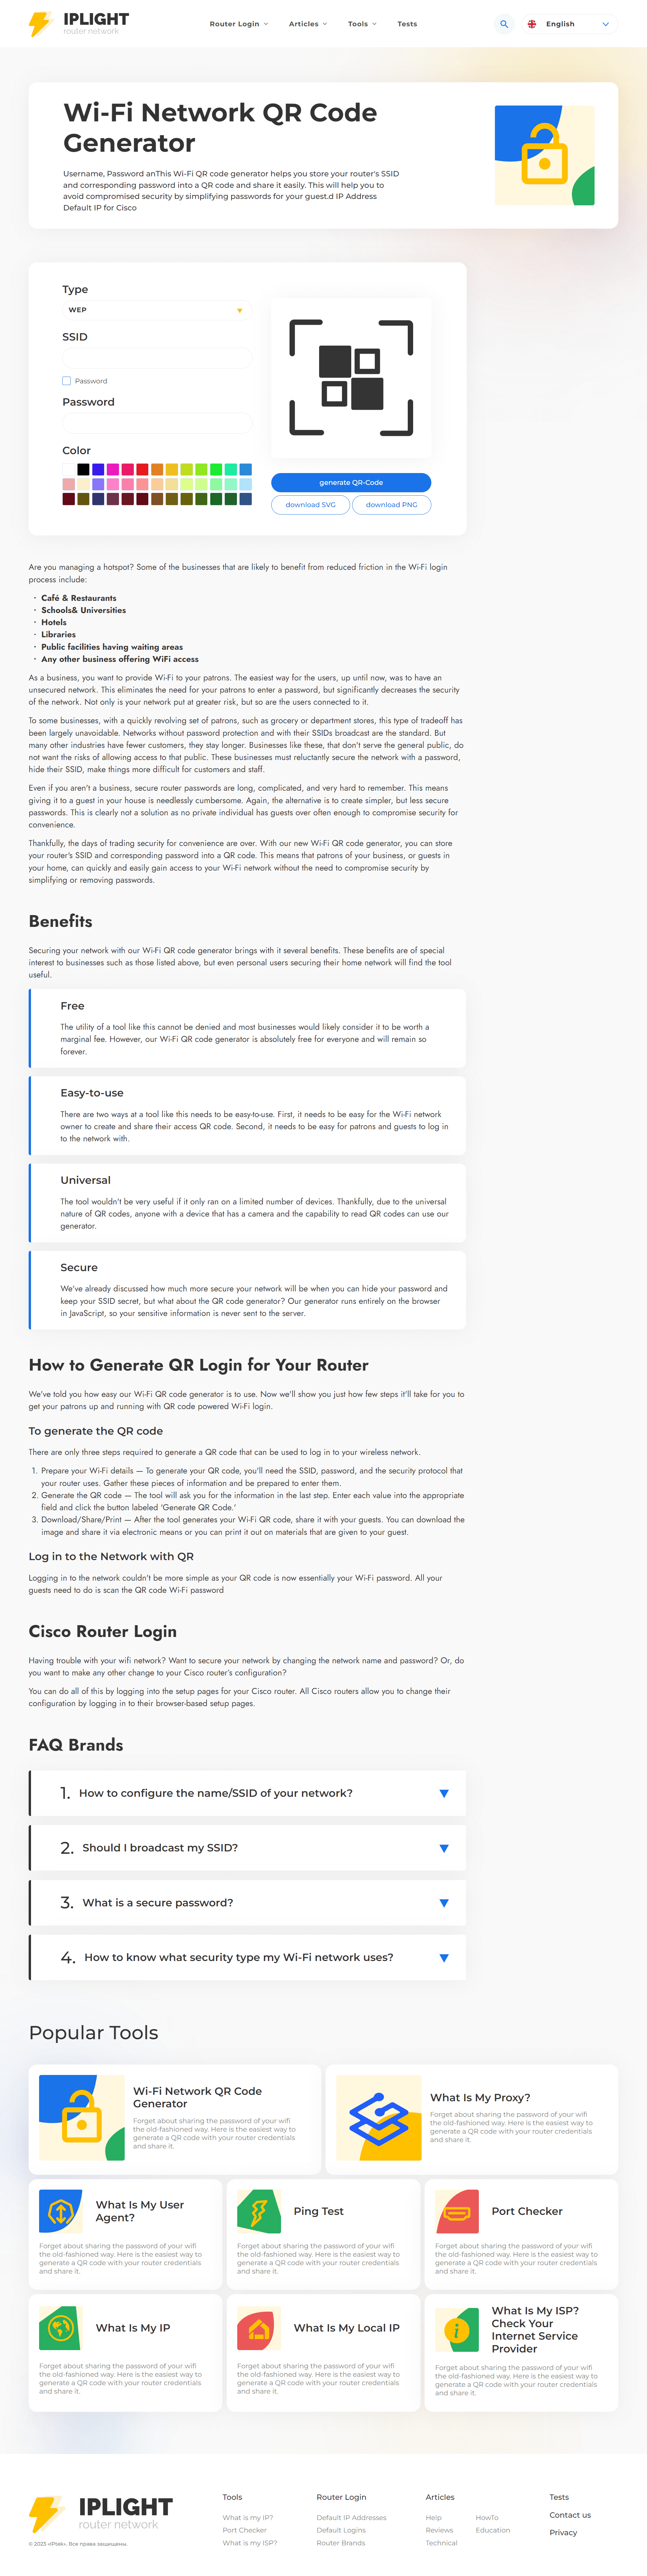 IPLIGHT
router network
Router Login
Articles
Tools
Tests
English
Wi-Fi Network QR Code
Generator
Username, Password anThis Wi-Fi QR code generator helps you store your router's SSID
and corresponding password into a QR code and share it easily. This will help you to
avoid compromised security by simplifying passwords for your guest.d IP Address
Default IP for Cisco
Type
WEP
SSID
Password
Password
Color
generate QR-Code
download SVG
download PNG
Are you managing a hotspot? Some of the businesses that are likely to benefit from reduced friction in the Wi-Fi login
process include:
· Café & Restaurants
· Schools& Universities
· Hotels
· Libraries
· Public facilities having waiting areas
· Any other business offering WiFi access
As a business, you want to provide Wi-Fi to your patrons. The easiest way for the users, up until now, was to have an
unsecured network. This eliminates the need for your patrons to enter a password, but significantly decreases the security
of the network. Not only is your network put at greater risk, but so are the users connected to it.
To some businesses, with a quickly revolving set of patrons, such as grocery or department stores, this type of tradeoff has
been largely unavoidable. Networks without password protection and with their SSIDs broadcast are the standard. But
many other industries have fewer customers, they stay longer. Businesses like these, that don't serve the general public, do
not want the risks of allowing access to that public. These businesses must reluctantly secure the network with a password,
hide their SSID, make things more difficult for customers and staff.
Even if you aren't a business, secure router passwords are long, complicated, and very hard to remember. This means
giving it to a guest in your house is needlessly cumbersome. Again, the alternative is to create simpler, but less secure
passwords. This is clearly not a solution as no private individual has guests over often enough to compromise security for
convenience.
Thankfully, the days of trading security for convenience are over. With our new Wi-Fi QR code generator, you can store
your router's SSID and corresponding password into a QR code. This means that patrons of your business, or guests in
your home, can quickly and easily gain access to your Wi-Fi network without the need to compromise security by
simplifying or removing passwords.
Benefits
Securing your network with our Wi-Fi QR code generator brings with it several benefits. These benefits are of special
interest to businesses such as those listed above, but even personal users securing their home network will find the tool
useful.
Free
The utility of a tool like this cannot be denied and most businesses would likely consider it to be worth a
marginal fee. However, our Wi-Fi QR code generator is absolutely free for everyone and will remain so
forever.
Easy-to-use
There are two ways at a tool like this needs to be easy-to-use. First, it needs to be easy for the Wi-Fi network
owner to create and share their access QR code. Second, it needs to be easy for patrons and guests to log in
to the network with.
Universal
The tool wouldn't be very useful if it only ran on a limited number of devices. Thankfully, due to the universal
nature of QR codes, anyone with a device that has a camera and the capability to read QR codes can use our
generator.
Secure
We've already discussed how much more secure your network will be when you can hide your password and
keep your SSID secret, but what about the QR code generator? Our generator runs entirely on the browser
in JavaScript, so your sensitive information is never sent to the server.
How to Generate QR Login for Your Router
We've told you how easy our Wi-Fi QR code generator is to use. Now we'll show you just how few steps it'll take for you to
get your patrons up and running with QR code powered Wi-Fi login.
To generate the QR code
There are only three steps required to generate a QR code that can be used to log in to your wireless network.
1. Prepare your Wi-Fi details — To generate your QR code, you'll need the SSID, password, and the security protocol that
your router uses. Gather these pieces of information and be prepared to enter them.
2. Generate the QR code — The tool will ask you for the information in the last step. Enter each value into the appropriate
field and click the button labeled 'Generate QR Code.'
3. Download/Share/Print — After the tool generates your Wi-Fi QR code, share it with your guests. You can download the
image and share it via electronic means or you can print it out on materials that are given to your guest.
Log in to the Network with QR
Logging in to the network couldn't be more simple as your QR code is now essentially your Wi-Fi password. All your
guests need to do is scan the QR code Wi-Fi password
Cisco Router Login
Having trouble with your wifi network? Want to secure your network by changing the network name and password? Or, do
you want to make any other change to your Cisco router's configuration?
You can do all of this by logging into the setup pages for your Cisco router. All Cisco routers allow you to change their
configuration by logging in to their browser-based setup pages.
FAQ Brands
1. How to configure the name/SSID of your network?
2. Should I broadcast my SSID?
3. What is a secure password?
4. How to know what security type my Wi-Fi network uses?
Popular Tools
Wi-Fi Network QR Code
Generator
Forget about sharing the password of your wifi
the old-fashioned way. Here is the easiest way to
generate a QR code with your router credentials
and share it.
What Is My Proxy?
Forget about sharing the password of your wifi
the old-fashioned way. Here is the easiest way to
generate a QR code with your router credentials
and share it.
What Is My User
Agent?
Forget about sharing the password of your wifi
the old-fashioned way. Here is the easiest way to
generate a QR code with your router credentials
and share it.
Ping Test
Forget about sharing the password of your wifi
the old-fashioned way. Here is the easiest way to
generate a QR code with your router credentials
and share it.
Port Checker
Forget about sharing the password of your wifi
the old-fashioned way. Here is the easiest way to
generate a QR code with your router credentials
and share it.
What Is My IP
Forget about sharing the password of your wifi
the old-fashioned way. Here is the easiest way to
generate a QR code with your router credentials
and share it.
What Is My Local IP
Forget about sharing the password of your wifi
the old-fashioned way. Here is the easiest way to
generate a QR code with your router credentials
and share it.
What Is My ISP?
Check Your
Internet Service
Provider
Forget about sharing the password of your wifi
the old-fashioned way. Here is the easiest way to
generate a QR code with your router credentials
and share it.
IPLIGHT
router network
© 2023 «IPtek». Все права защищены.
Tools
What is my IP?
Port Checker
What is my ISP?
Router Login
Default IP Addresses
Default Logins
Router Brands
Articles
Help
Reviews
Technical
HowTo
Education
Tests
Contact us
Privacy